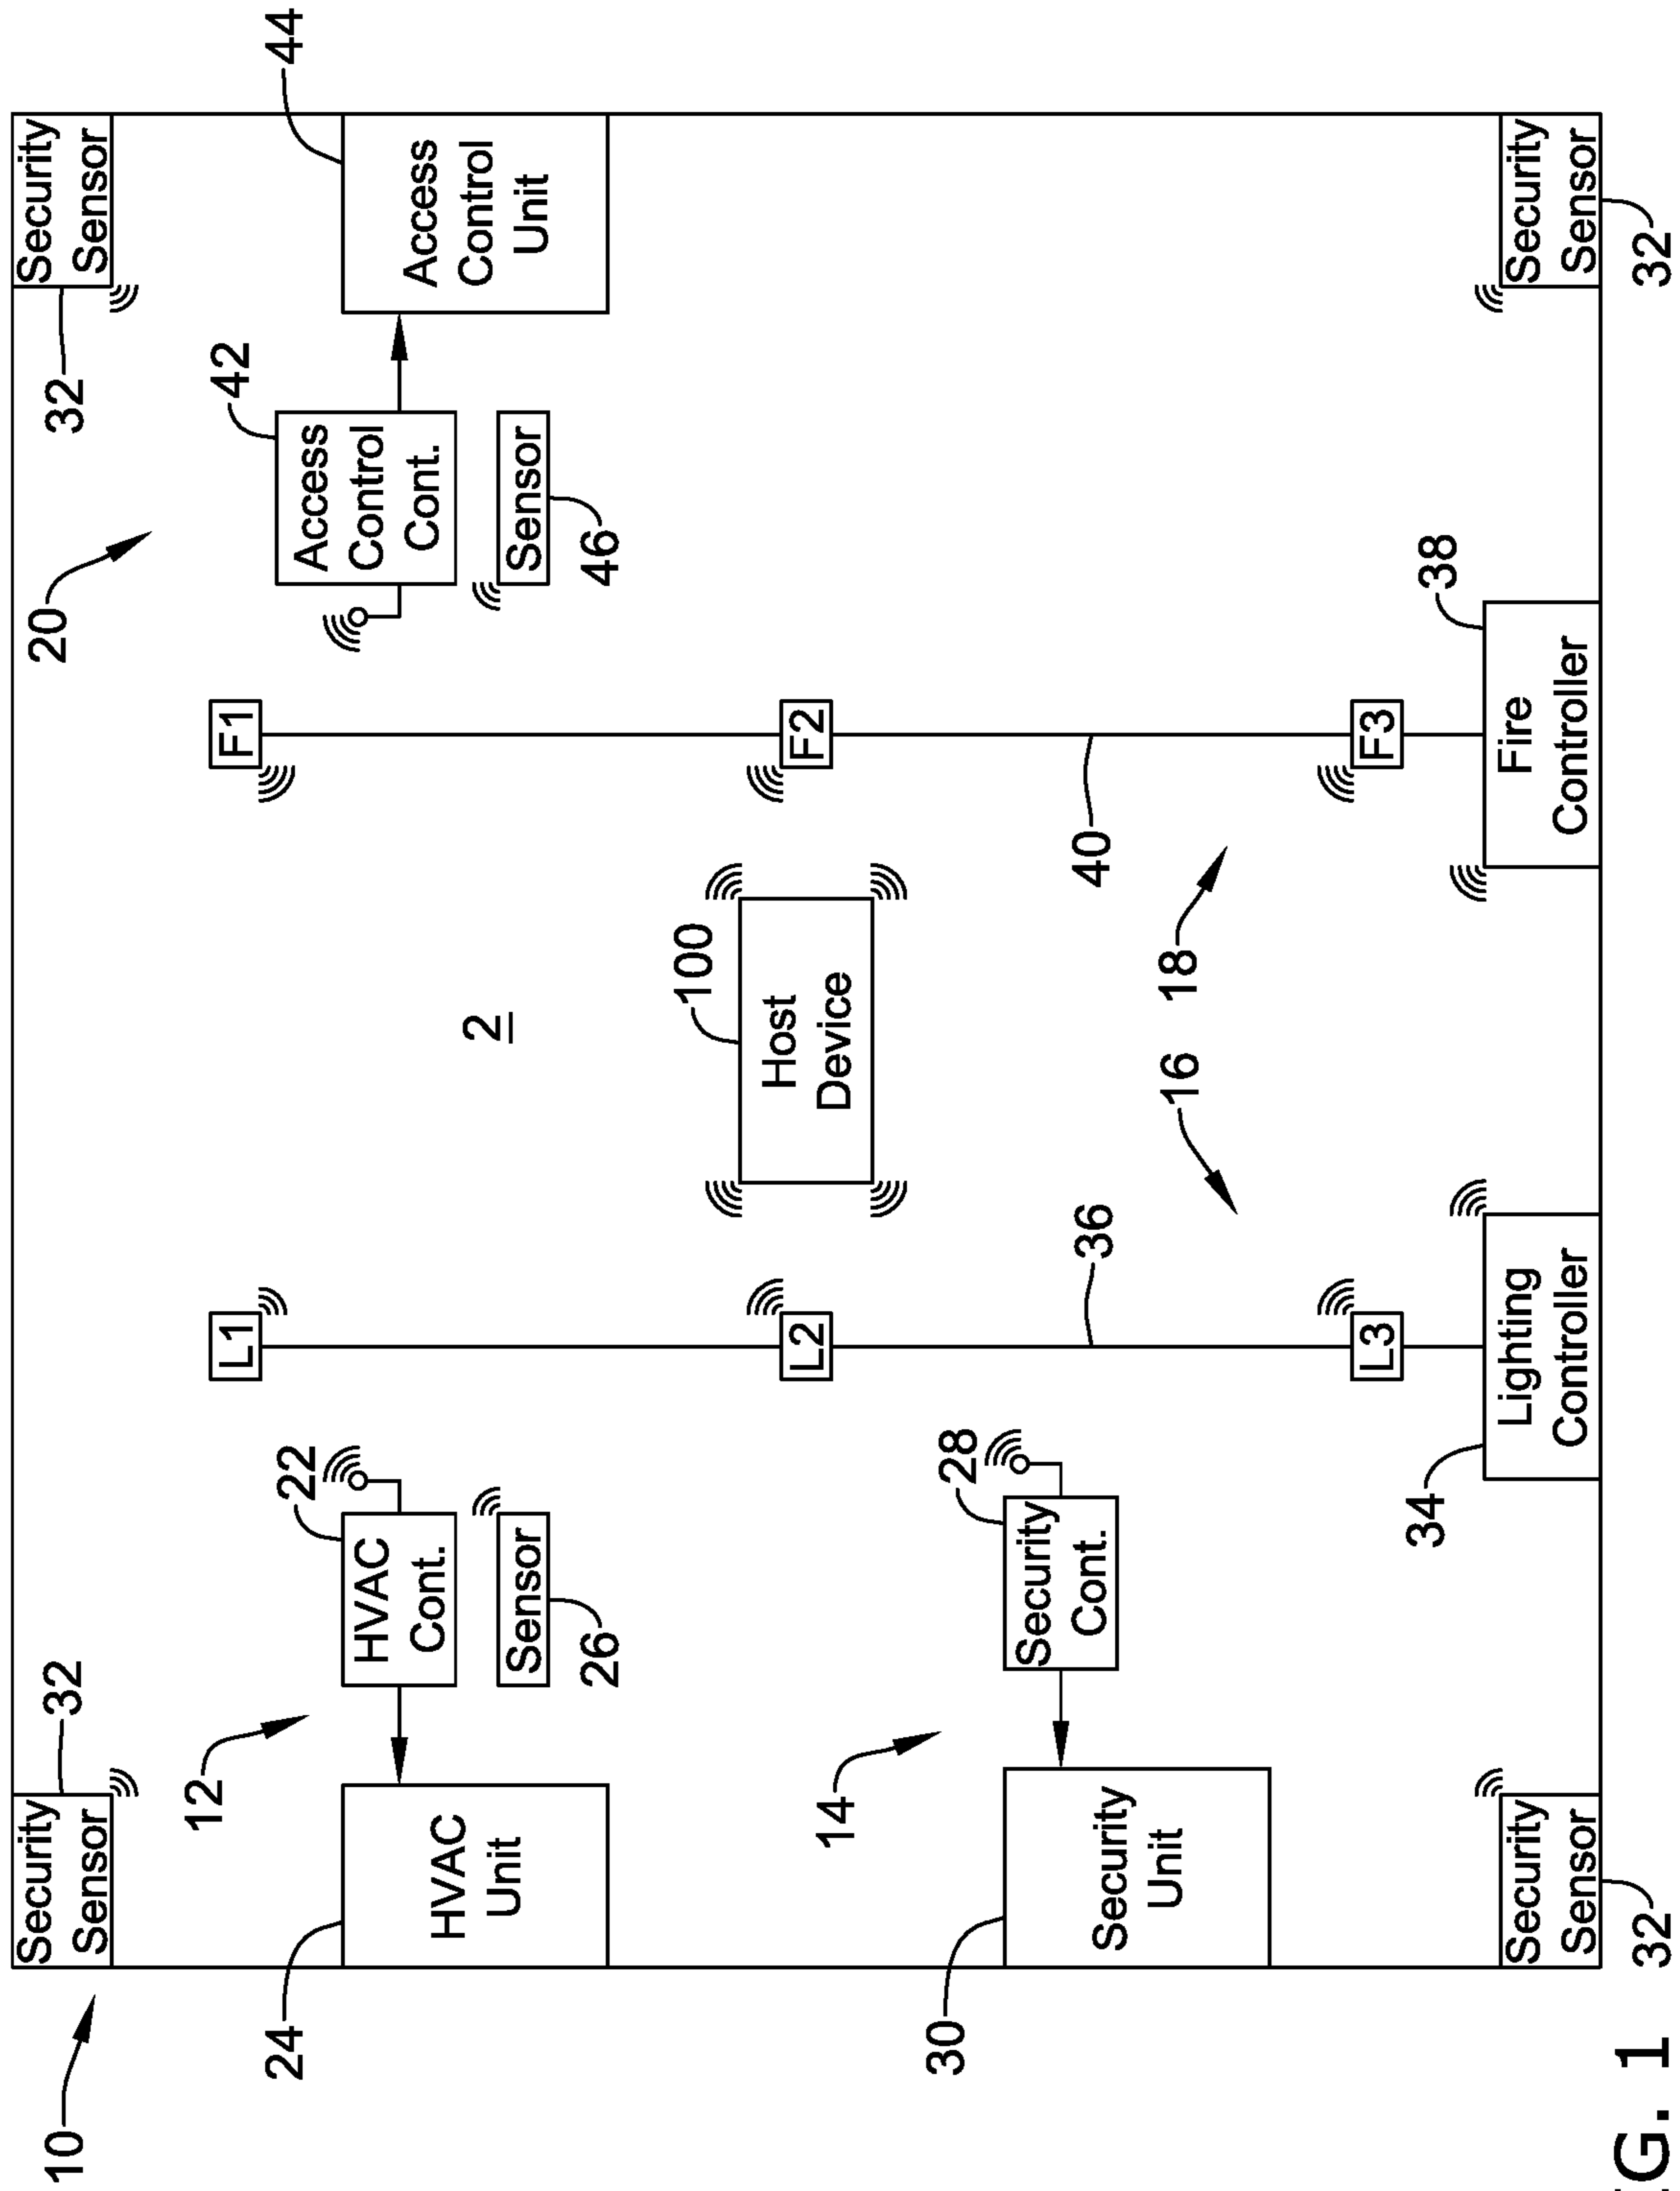 10
32
20
32
44
Security
Sensor
Security
Sensor
12
22
42
24
HVAC
Unit
HVAC
Cont.
L1
F1
Access
Control
Cont.
Access
Control
Unit
Sensor
26
2
Sensor
46
100
Host
Device
L2
F2
14
28
30
Security
Unit
Security
Cont.
36
40
16
18
L3
F3
34
38
Lighting
Controller
Fire
Controller
Security
Sensor
Security
Sensor
32
32
G. 1